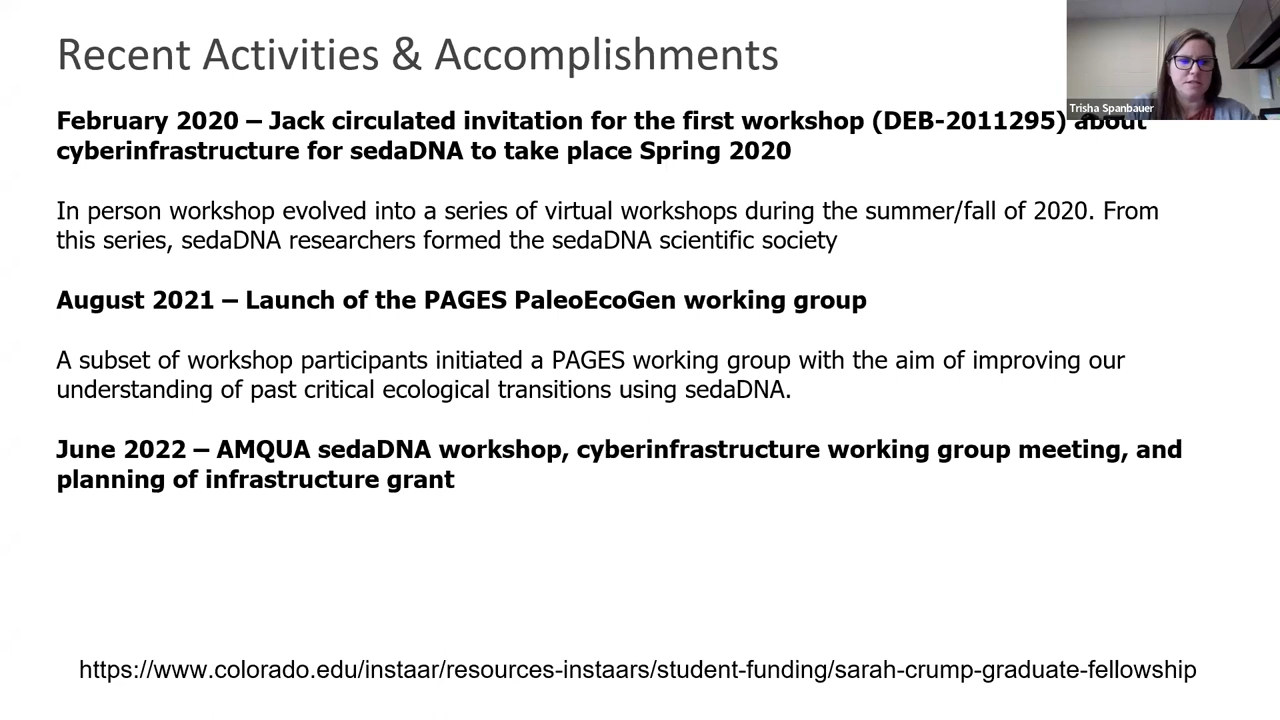 Recent Activities & Accomplishments
Trisha Spanbauer
February 2020 – Jack circulated invitation for the first workshop (DEB-2011295) about
cyberinfrastructure for sedaDNA to take place Spring 2020
In person workshop evolved into a series of virtual workshops during the summer/fall of 2020. From
this series, sedaDNA researchers formed the sedaDNA scientific society
August 2021 – Launch of the PAGES PaleoEcoGen working group
A subset of workshop participants initiated a PAGES working group with the aim of improving our
understanding of past critical ecological transitions using sedaDNA.
June 2022 – AMQUA sedaDNA workshop, cyberinfrastructure working group meeting, and
planning of infrastructure grant
https://www.colorado.edu/instaar/resources-instaars/student-funding/sarah-crump-graduate-fellowship